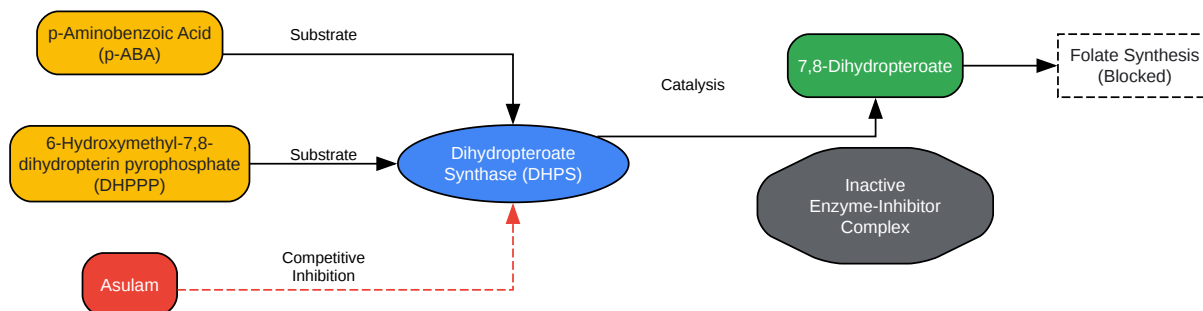 p-Aminobenzoic Acid
(p-ABA)
Substrate
6-Hydroxymethyl-7,8-
dihydropterin pyrophosphate
(DHPPP)
Substrate
Asulam
Competitive
Inhibition
Dihydropteroate
Synthase (DHPS)
Catalysis
7,8-Dihydropteroate
Folate Synthesis
(Blocked)
Inactive
Enzyme-Inhibitor
Complex